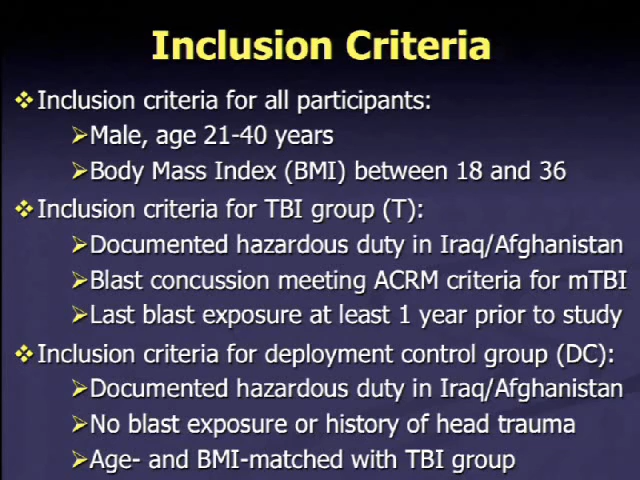 Inclusion Criteria
❖Inclusion criteria for all participants:
➢Male, age 21-40 years
➢Body Mass Index (BMI) between 18 and 36
❖Inclusion criteria for TBI group (T):
➢Documented hazardous duty in Iraq/Afghanistan
➢Blast concussion meeting ACRM criteria for mTBI
➢Last blast exposure at least 1 year prior to study
❖Inclusion criteria for deployment control group (DC):
➢Documented hazardous duty in Iraq/Afghanistan
➢No blast exposure or history of head trauma
➢Age- and BMI-matched with TBI group